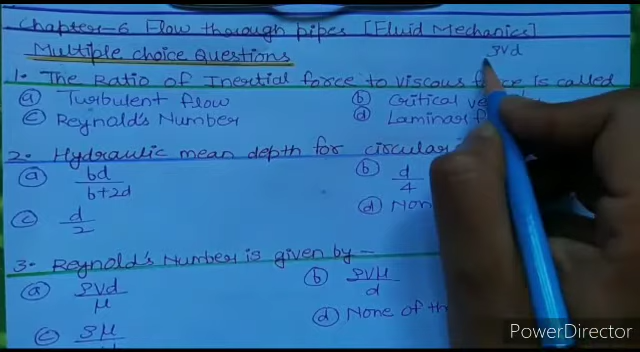 Chapter-6 Flow through pipes [Fluid Mechanics]
Multiple choice Questions
ρvd
1. The Ratio of Inertial force to viscous force is called
(a) Turbulent flow (b) Critical
(c) Reynold's Number (d) Laminar
2. Hydraulic mean depth for circular
(a) bd/b+2d (b) d/4
(c) d/2 (d) Non
3. Reynold's Number is given by -
(a) ρvd/μ (b) ρvμ/d
(c) ρμ (d) None of th
PowerDirector